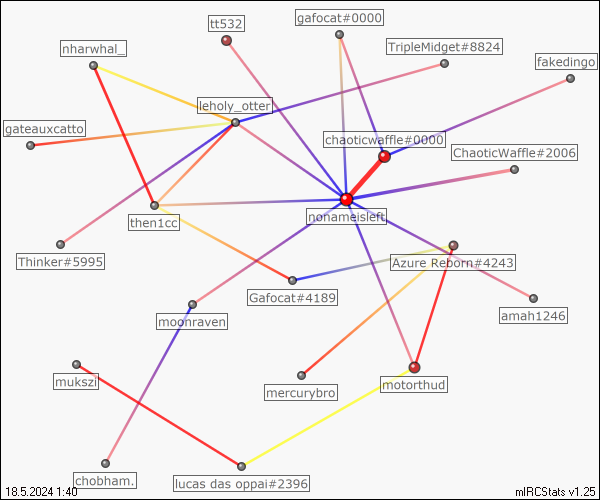 gafocat#0000
tt532
nharwhal_
TripleMidget#8824
fakedingo
leholy_otter
gateauxcatto
chaoticwaffle#0000
ChaoticWaffle#2006
nonameisleft
then1cc
Thinker#5995
Azure Reborn#4243
Gafocat#4189
amah1246
moonraven
mukszi
mercurybro
motorthud
chobham.
lucas das oppai#2396
18.5.2024 1:40
mIRCStats v1.25